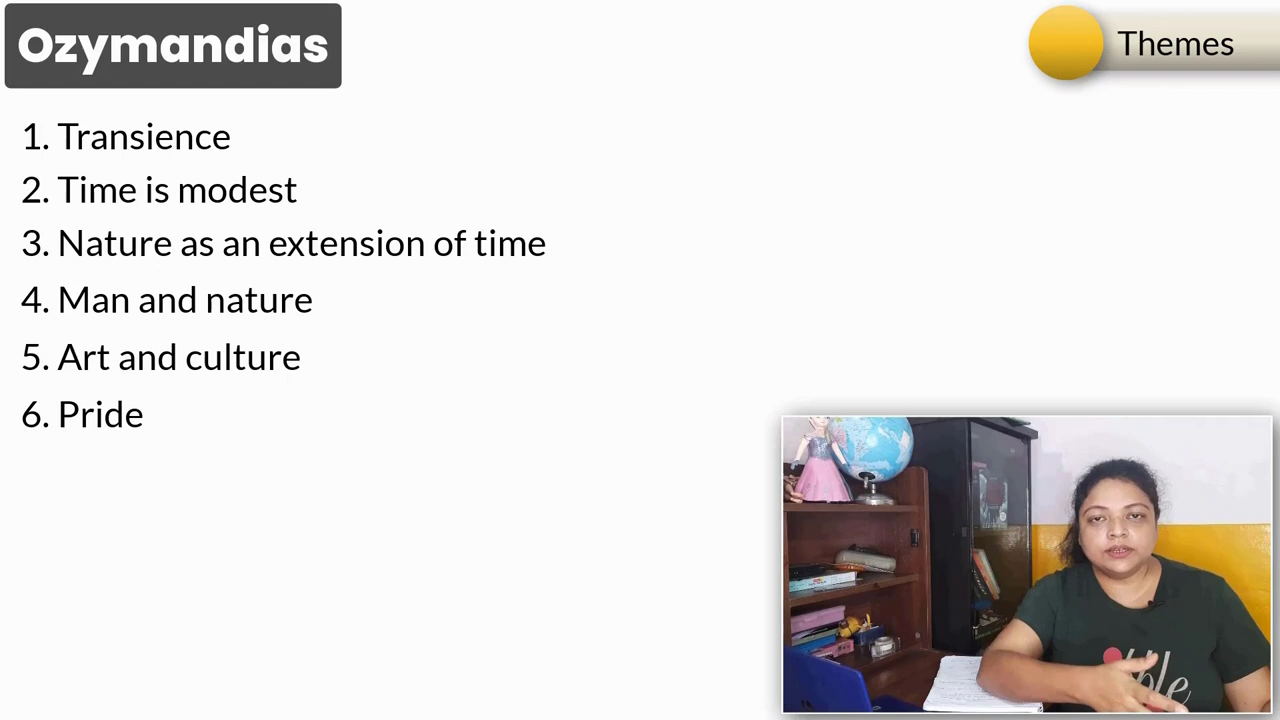 Ozymandias
Themes
1. Transience
2. Time is modest
3. Nature as an extension of time
4. Man and nature
5. Art and culture
6. Pride